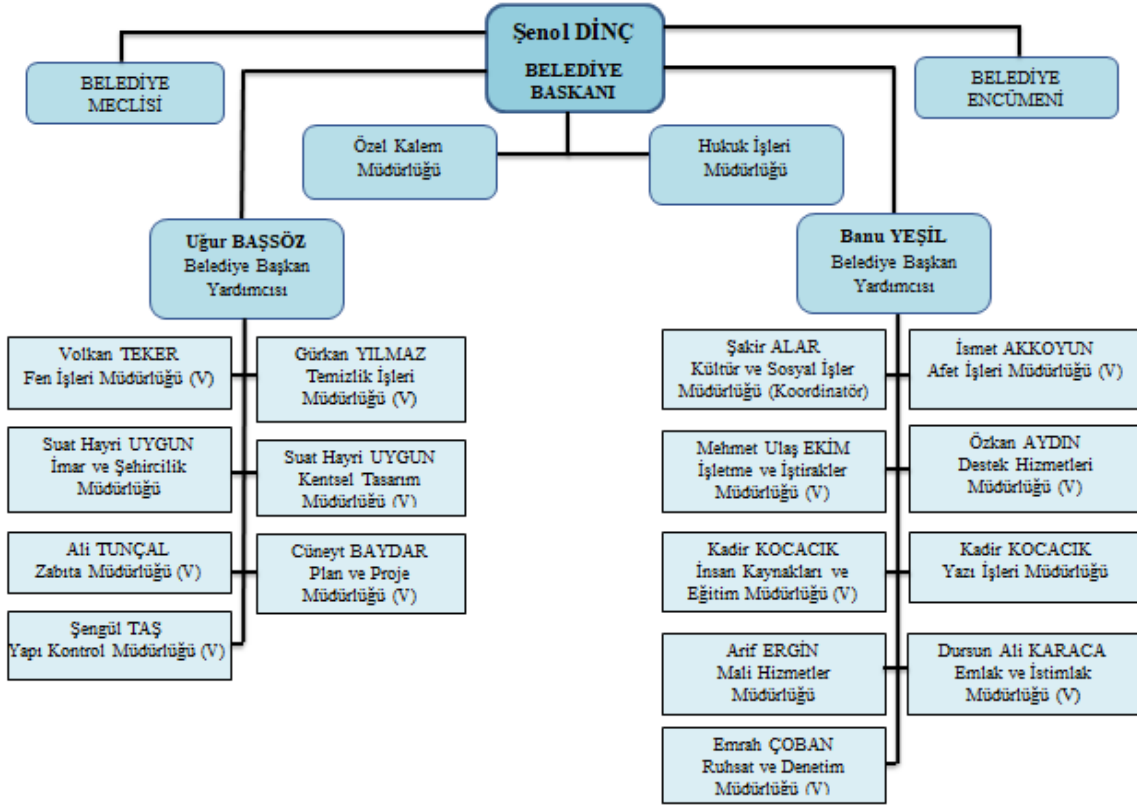 Şenol DİNÇ
BELEDİYE
BASKANI
BELEDİYE
MECLİSİ
BELEDİYE
ENCÜMENİ
Özel Kalem
Müdürlüğü
Hukuk İşleri
Müdürlüğü
Uğur BAŞSÖZ
Belediye Başkan
Yardımcısı
Banu YEŞİL
Belediye Başkan
Yardımcısı
Volkan TEKER
Fen İşleri Müdürlüğü (V)
Gürkan YILMAZ
Temizlik İşleri
Müdürlüğü (V)
Suat Hayri UYGUN
İmar ve Şehircilik
Müdürlüğü
Suat Hayri UYGUN
Kentsel Tasarım
Müdürlüğü (V)
Ali TUNÇAL
Zabıta Müdürlüğü (V)
Cüneyt BAYDAR
Plan ve Proje
Müdürlüğü (V)
Şengül TAŞ
Yapı Kontrol Müdürlüğü (V)
Şakir ALAR
Kültür ve Sosyal İşler
Müdürlüğü (Koordinatör)
İsmet AKKOYUN
Afet İşleri Müdürlüğü (V)
Mehmet Ulaş EKİM
İşletme ve İştirakler
Müdürlüğü (V)
Özkan AYDIN
Destek Hizmetleri
Müdürlüğü (V)
Kadir KOCACIK
İnsan Kaynakları ve
Eğitim Müdürlüğü (V)
Kadir KOCACIK
Yazı İşleri Müdürlüğü
Arif ERGİN
Mali Hizmetler
Müdürlüğü
Dursun Ali KARACA
Emlak ve İstimlak
Müdürlüğü (V)
Emrah ÇOBAN
Ruhsat ve Denetim
Müdürlüğü (V)